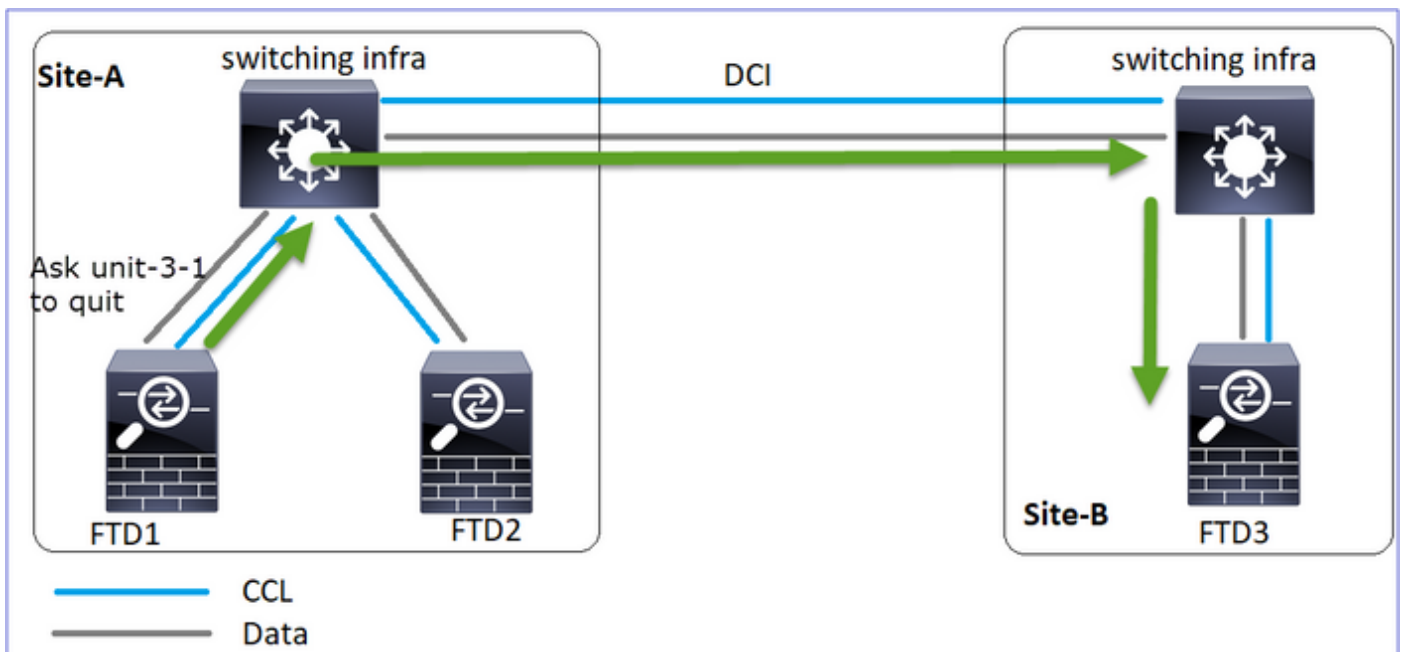 switching infra
Site-A
DCI
switching infra
Ask unit-3-1
to quit
FTD1
FTD2
Site-B
FTD3
CCL
Data